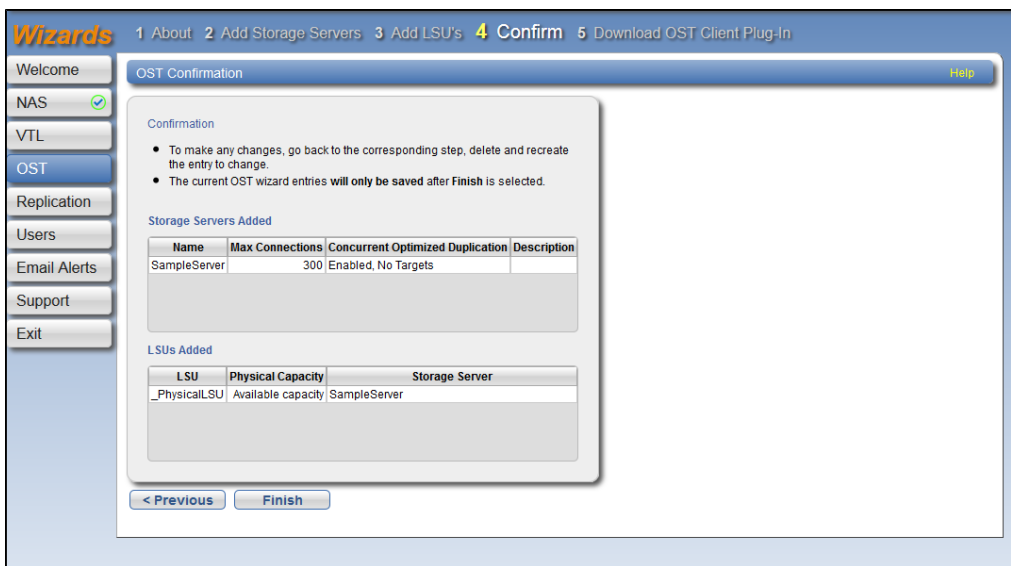 Wizards 1 About 2 Add Storage Servers 3 Add LSU's 4 Confirm 5 Download OST Client Plug-In
Welcome
NAS
VTL
OST
Replication
Users
Email Alerts
Support
Exit
OST Confirmation Help
Confirmation
• To make any changes, go back to the corresponding step, delete and recreate
the entry to change.
• The current OST wizard entries will only be saved after Finish is selected.
Storage Servers Added
Name Max Connections Concurrent Optimized Duplication Description
SampleServer 300 Enabled, No Targets
LSUs Added
LSU Physical Capacity Storage Server
_PhysicalLSU Available capacity SampleServer
< Previous Finish